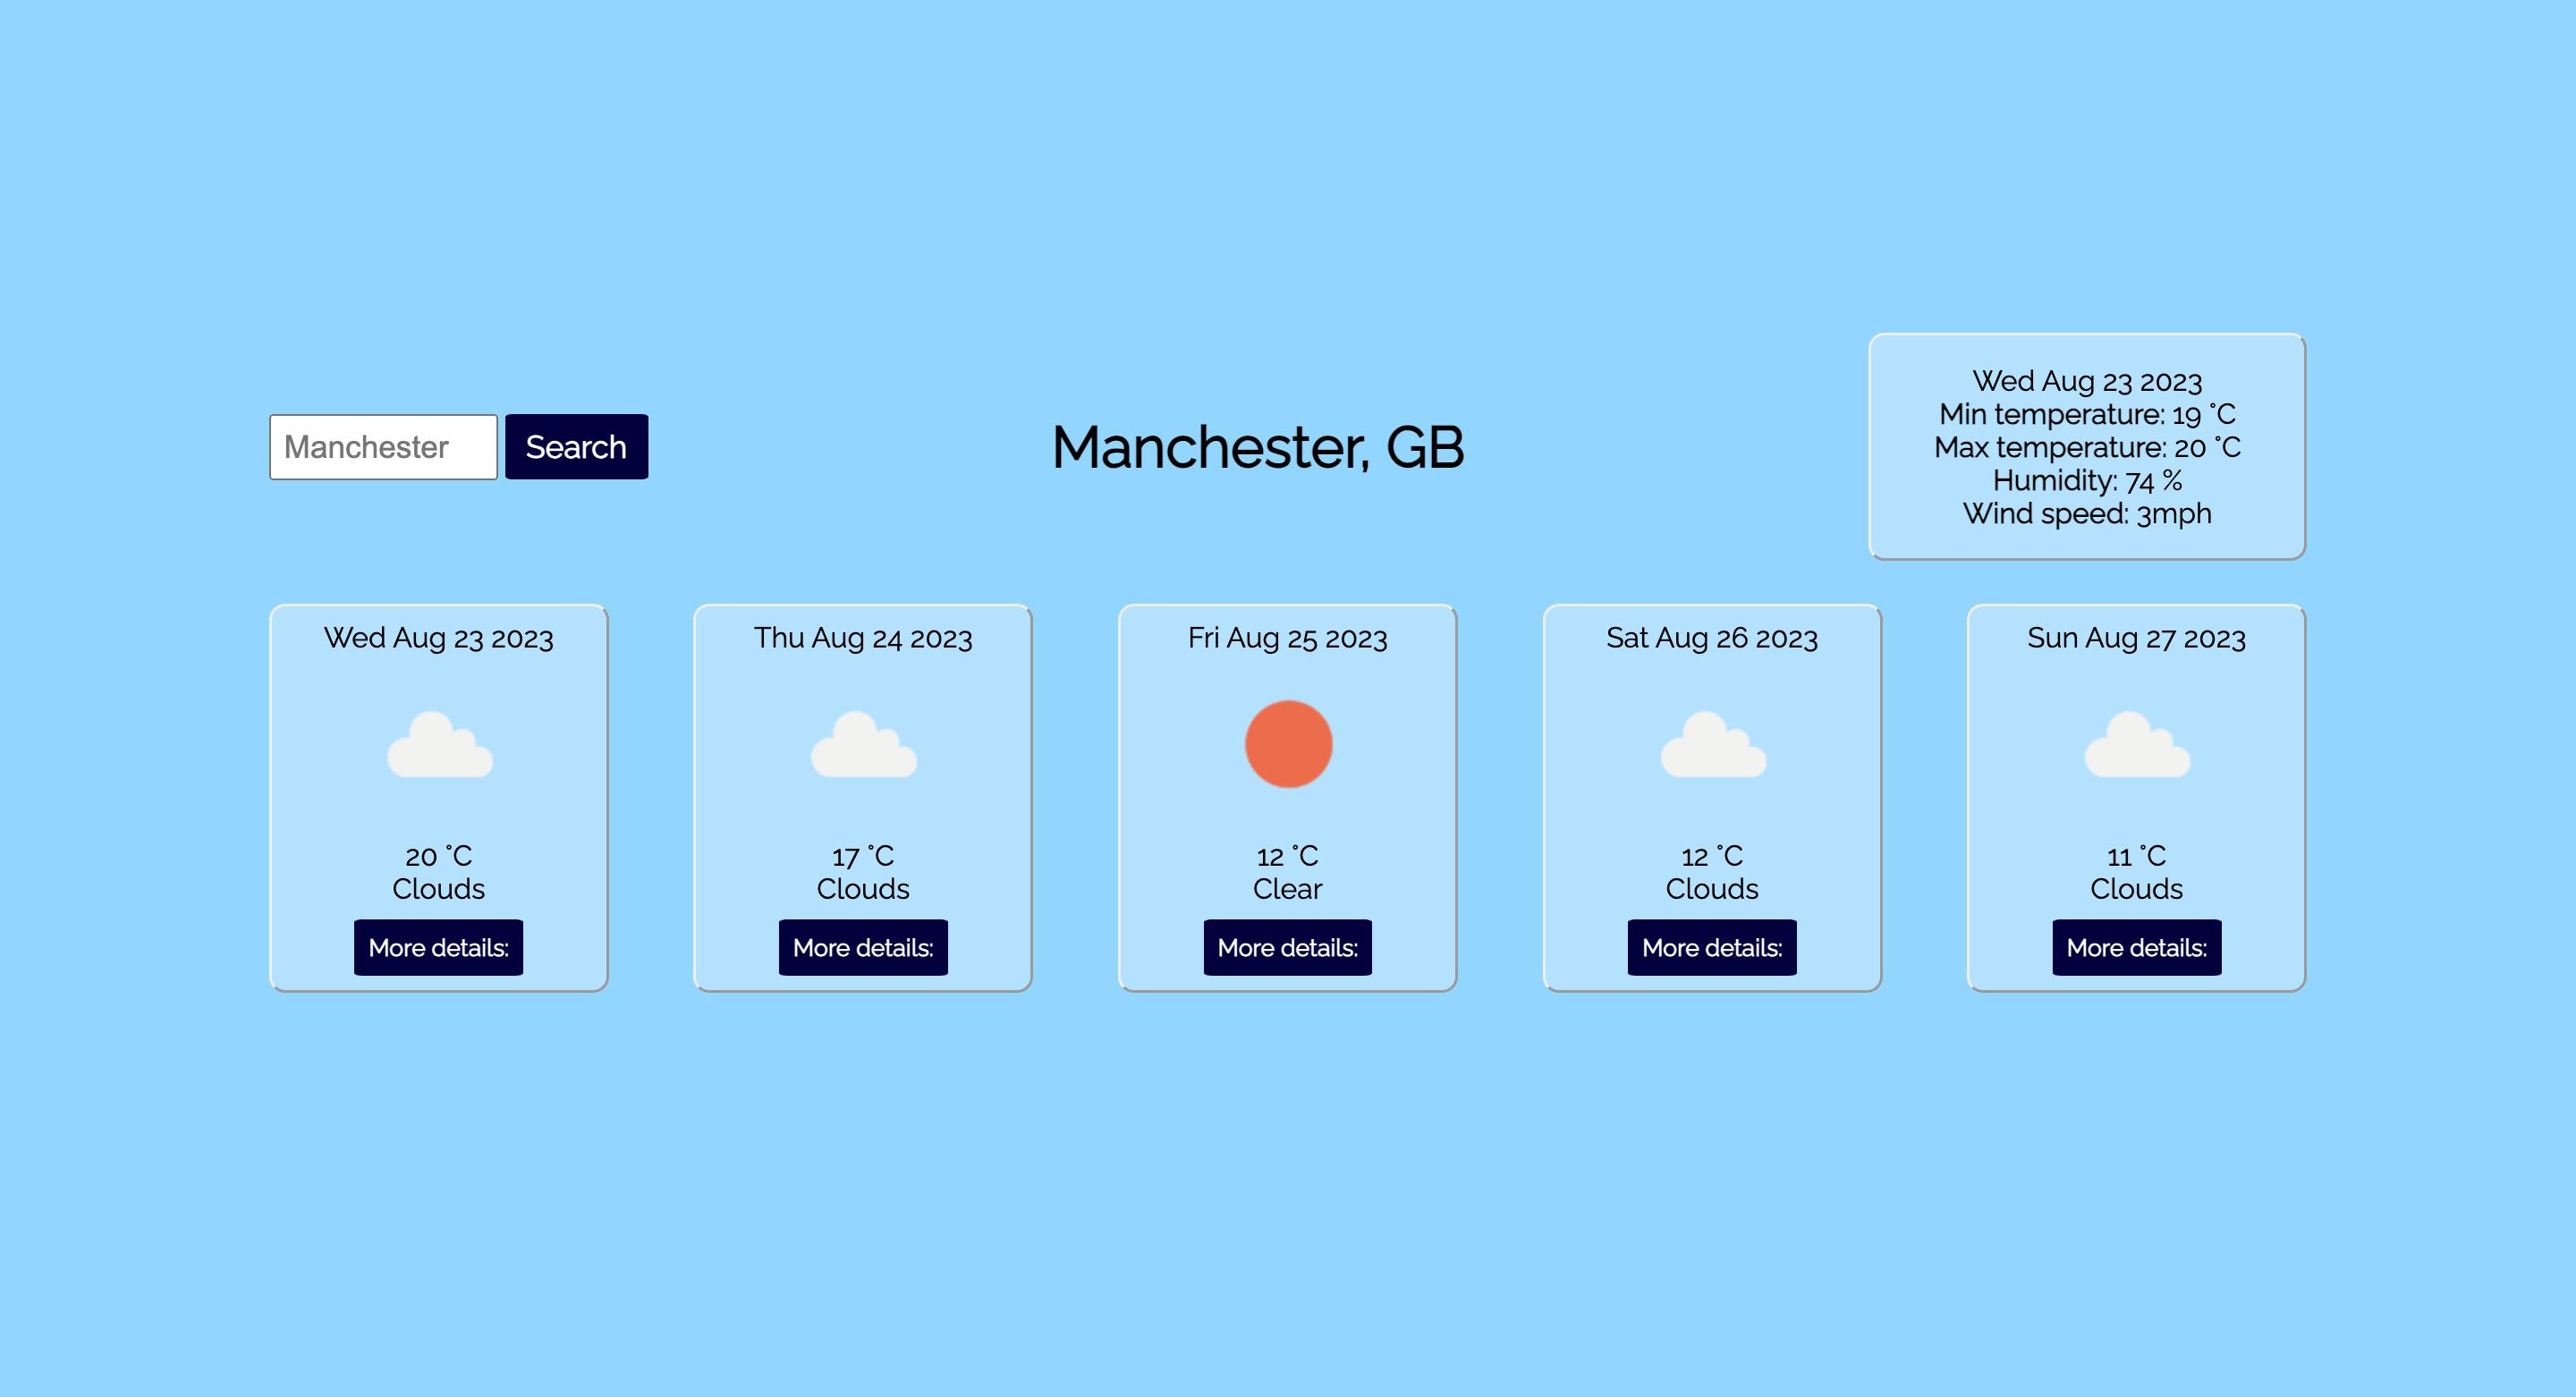 Manchester
Search
Manchester, GB
Wed Aug 23 2023
Min temperature: 19 °C
Max temperature: 20 °C
Humidity: 74 %
Wind speed: 3mph
Wed Aug 23 2023
20 °C
Clouds
More details:
Thu Aug 24 2023
17 °C
Clouds
More details:
Fri Aug 25 2023
12 °C
Clear
More details:
Sat Aug 26 2023
12 °C
Clouds
More details:
Sun Aug 27 2023
11 °C
Clouds
More details: